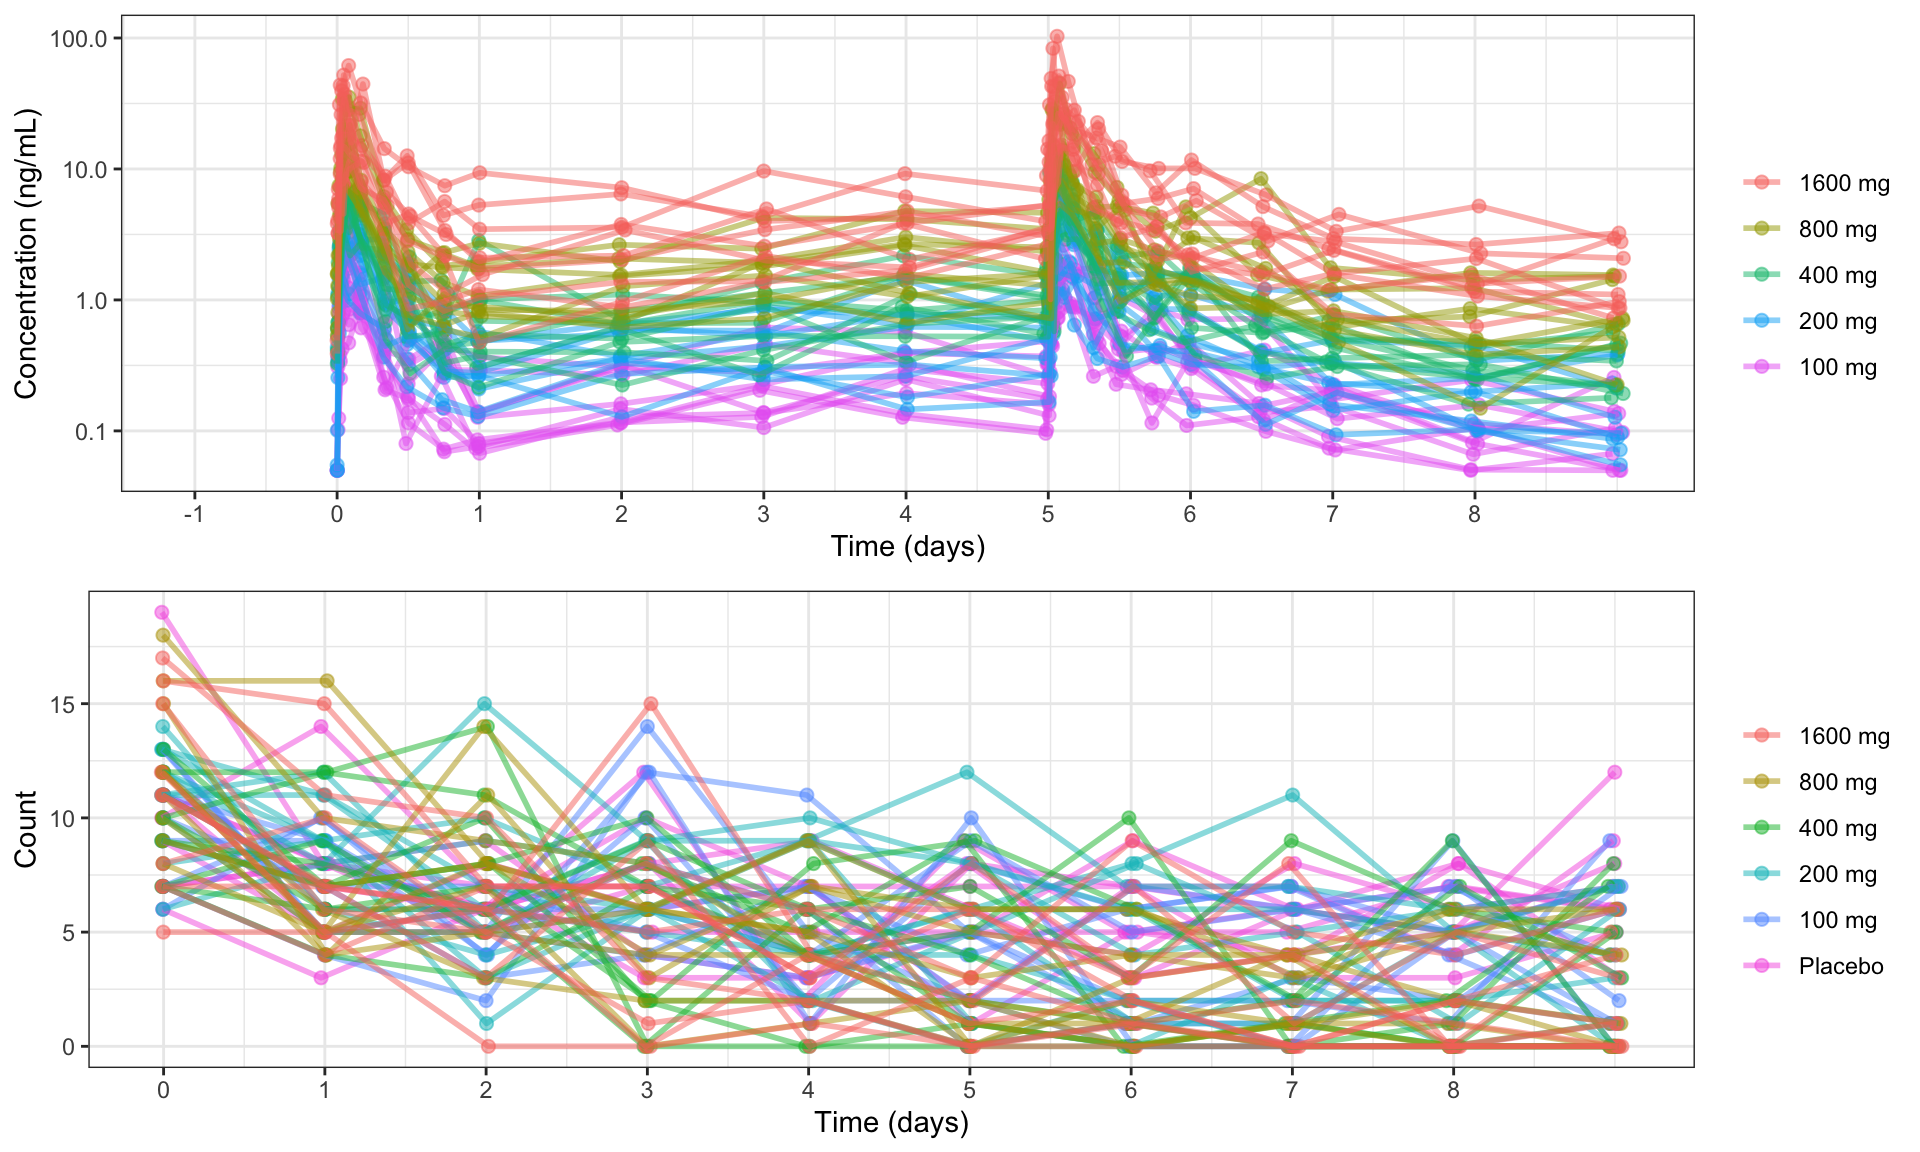 100.0
10.0
1.0
0.1
Concentration (ng/mL)
-1 0 1 2 3 4 5 6 7 8
Time (days)
1600 mg
800 mg
400 mg
200 mg
100 mg
15
10
5
0
Count
0 1 2 3 4 5 6 7 8
Time (days)
1600 mg
800 mg
400 mg
200 mg
100 mg
Placebo